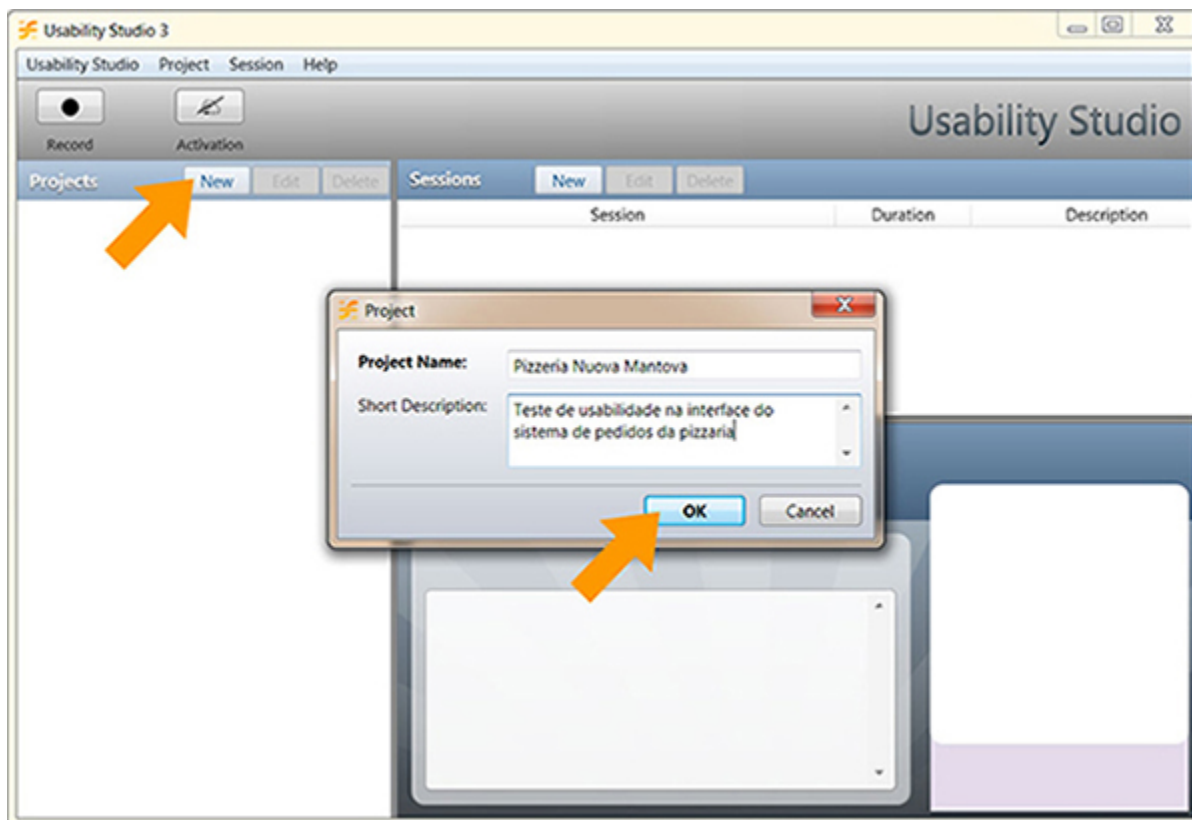 Usability Studio 3
Usability Studio Project Session Help
Usability Studio
Record Activation
Projects New Edit Delete Sessions New Edit Delete
Session Duration Description
Project
Project Name: Pizzeria Nuova Mantova
Short Description: Teste de usabilidade na interface do
sistema de pedidos da pizzaria
OK Cancel